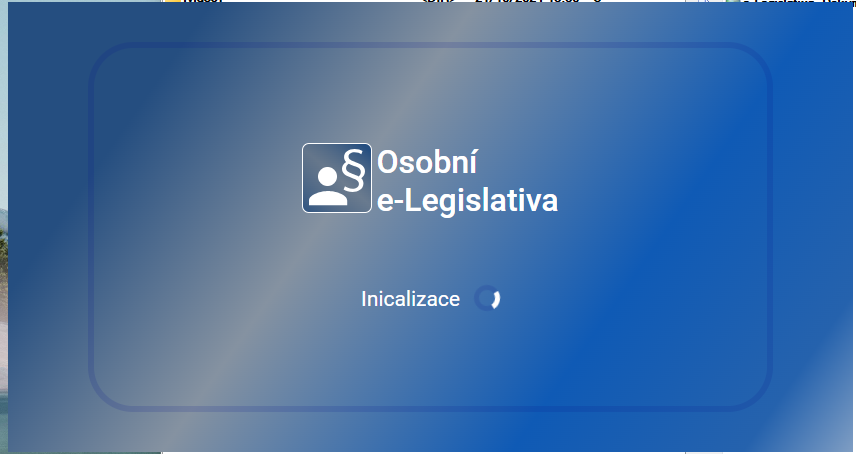 §
Osobní
e-Legislativa
Inicalizace